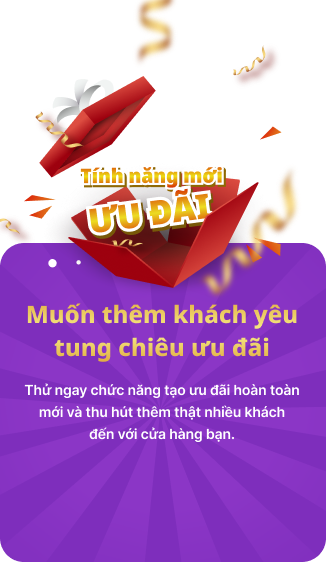 Tính năng mới
ƯU ĐÃI
Muốn thêm khách yêu
tung chiêu ưu đãi
Thử ngay chức năng tạo ưu đãi hoàn toàn
mới và thu hút thêm thật nhiều khách
đến với cửa hàng bạn.